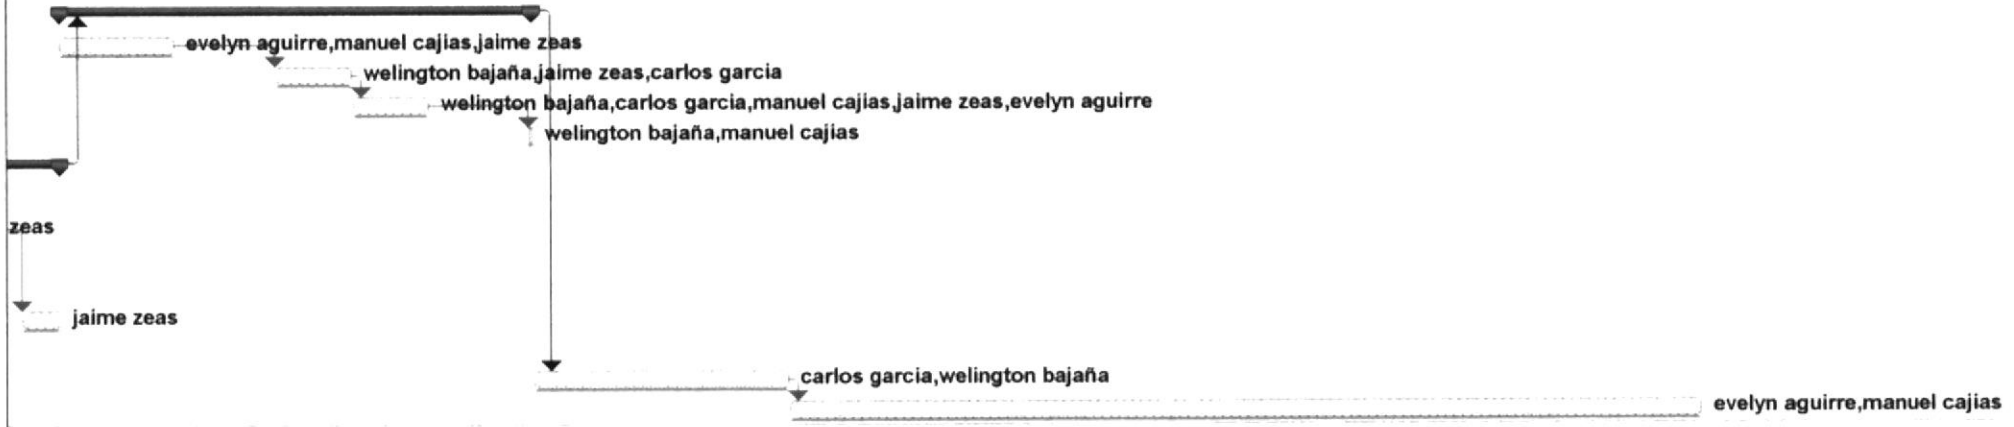 evelyn aguirre,manuel cajias,jaime zeas
welington bajaña,jaime zeas,carlos garcia
welington bajaña,carlos garcia,manuel cajias,jaime zeas,evelyn aguirre
welington bajaña,manuel cajias
zeas
jaime zeas
carlos garcia,welington bajaña
evelyn aguirre,manuel cajias